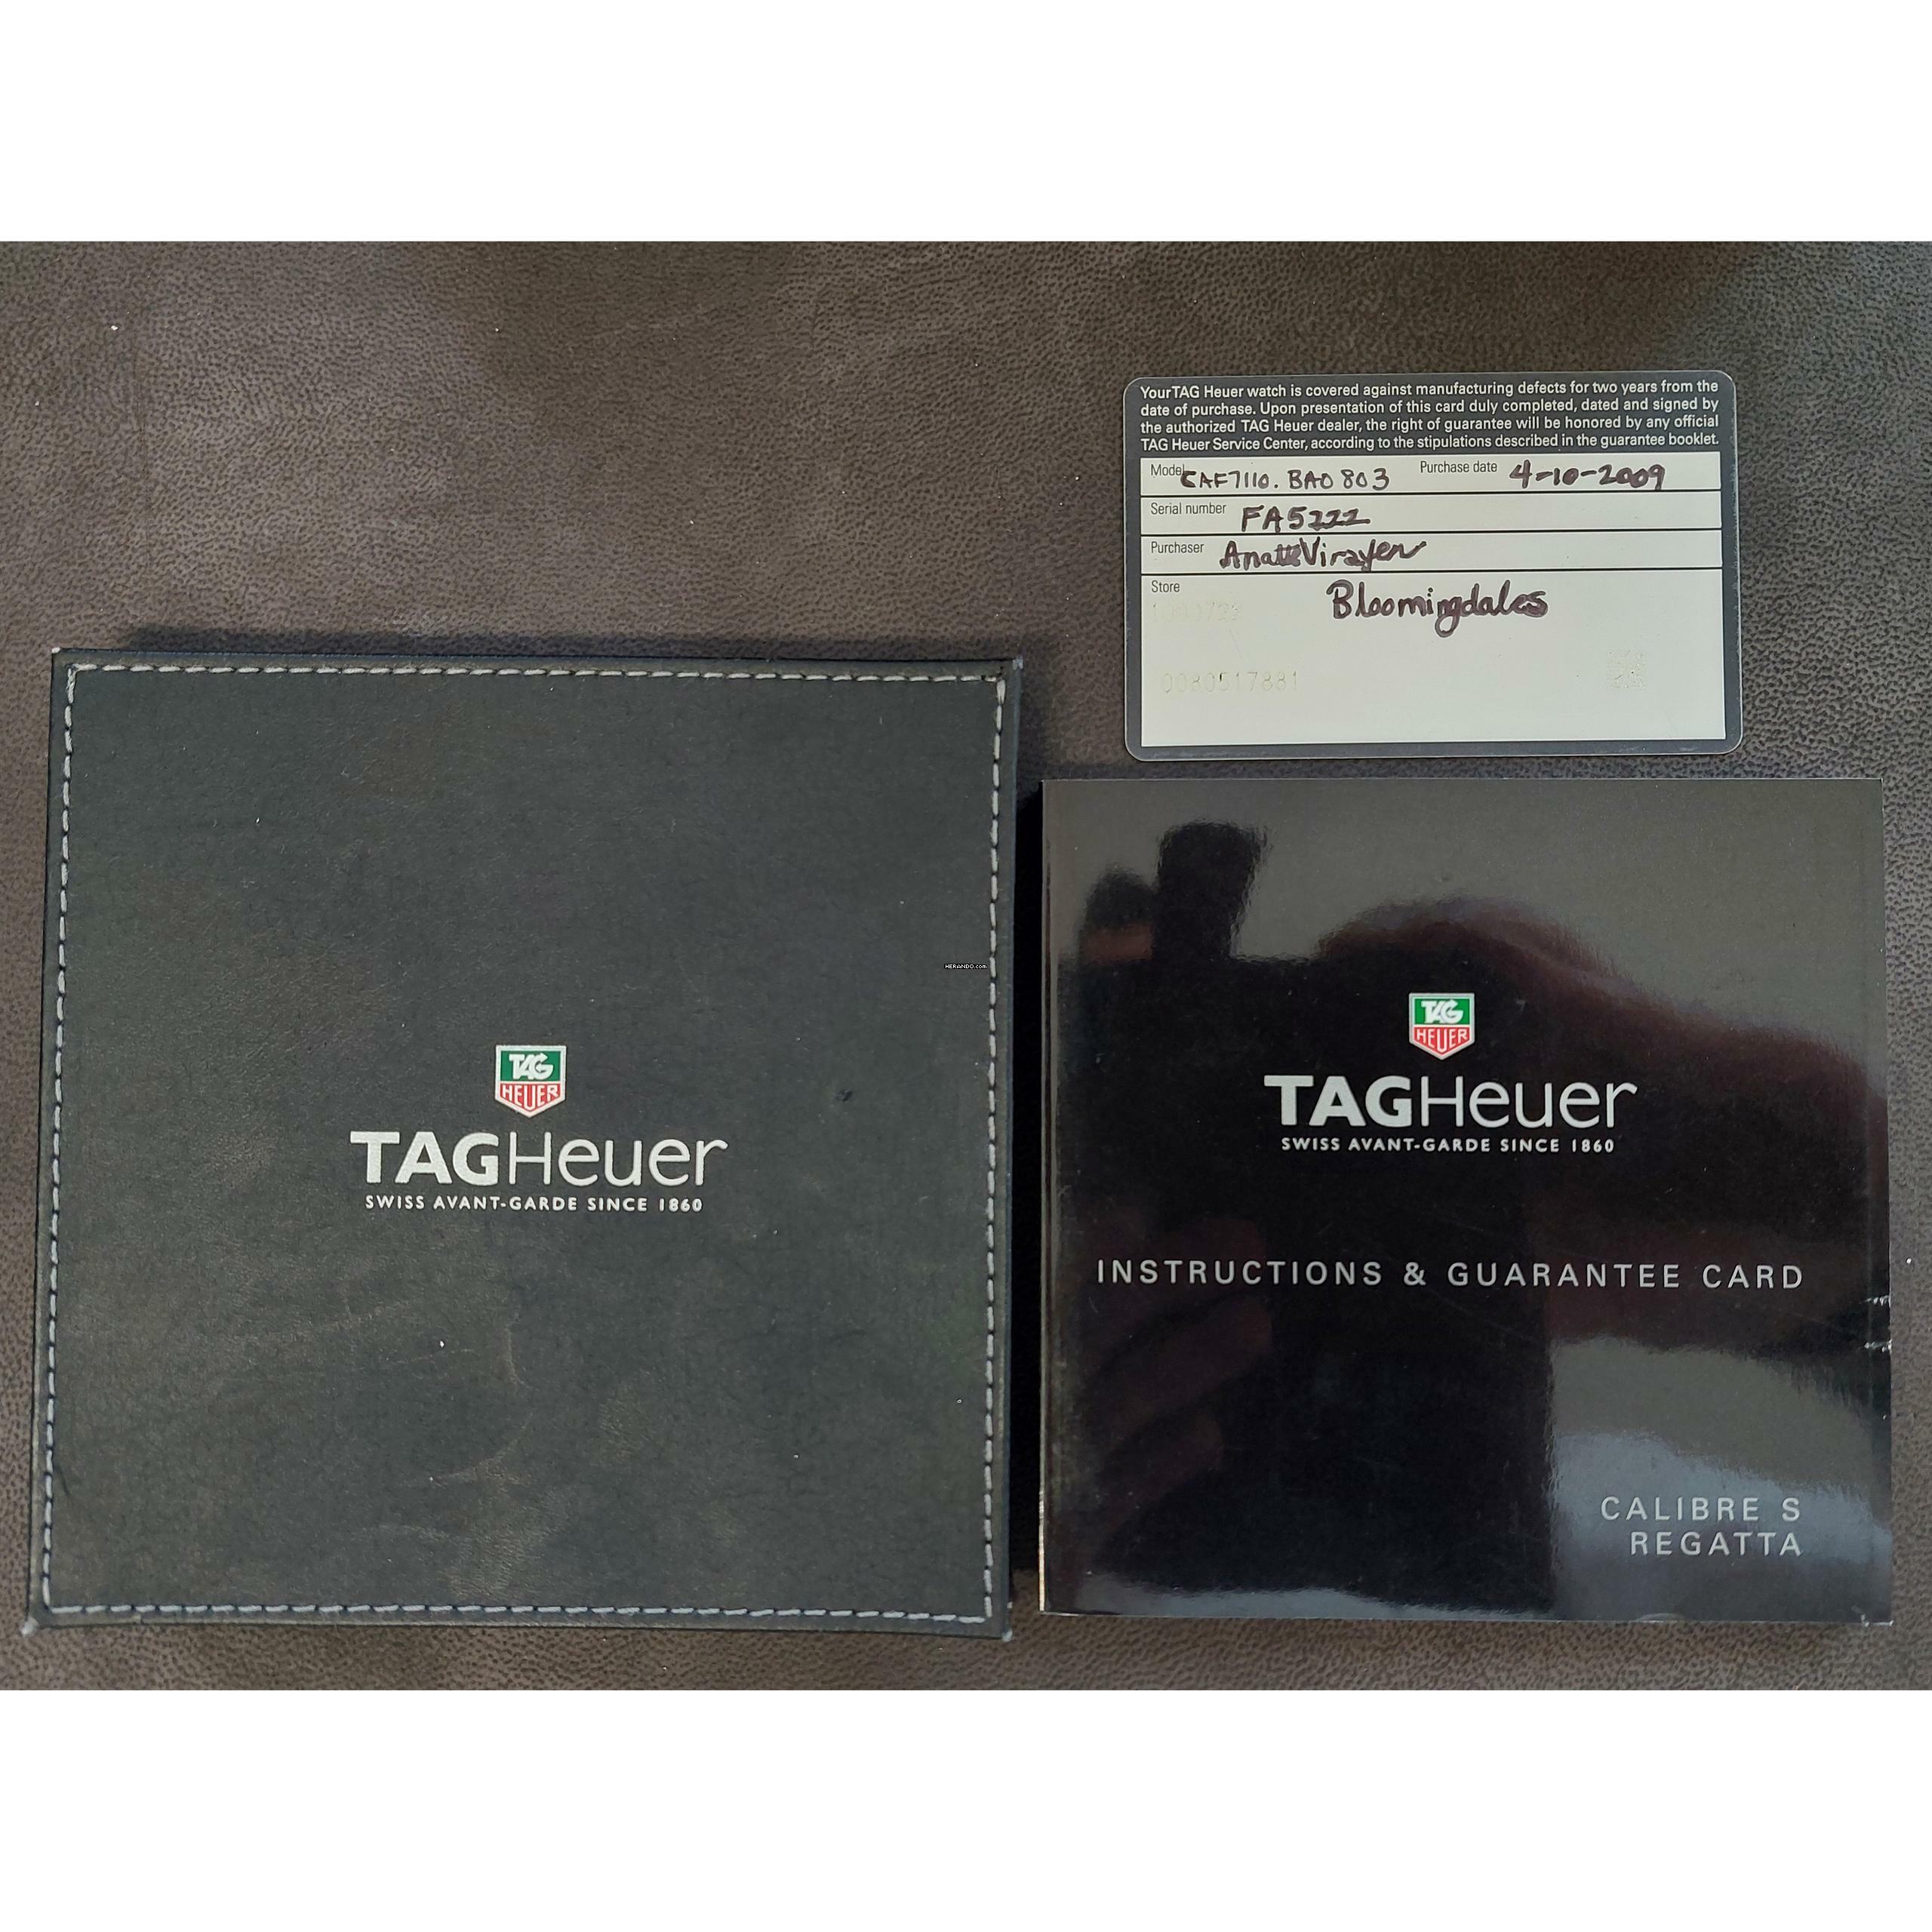 YourTAG Heuer watch is covered against manufacturing defects for two years from the
date of purchase. Upon presentation of this card duly completed, dated and signed by
the authorized TAG Heuer dealer, the right of guarantee will be honored by any official
TAG Heuer Service Center, according to the stipulations described in the guarantee booklet.
Model CAF7110. BA0803 Purchase date 4-10-2009
Serial number FA5222
Purchaser
Store Bloomingdales
0080517881
HERANDO.com
TAG
HEUER
TAGHeuer
SWISS AVANT-GARDE SINCE 1860
TAG
HEUER
TAGHeuer
SWISS AVANT-GARDE SINCE 1860
INSTRUCTIONS & GUARANTEE CARD
CALIBRE S
REGATTA